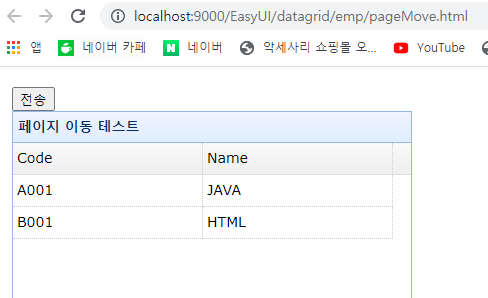 localhost:9000/EasyUI/datagrid/emp/pageMove.html
앱 네이버 카페 네이버 악세사리 쇼핑몰 오... YouTube
전송
페이지 이동 테스트
Code Name
A001 JAVA
B001 HTML